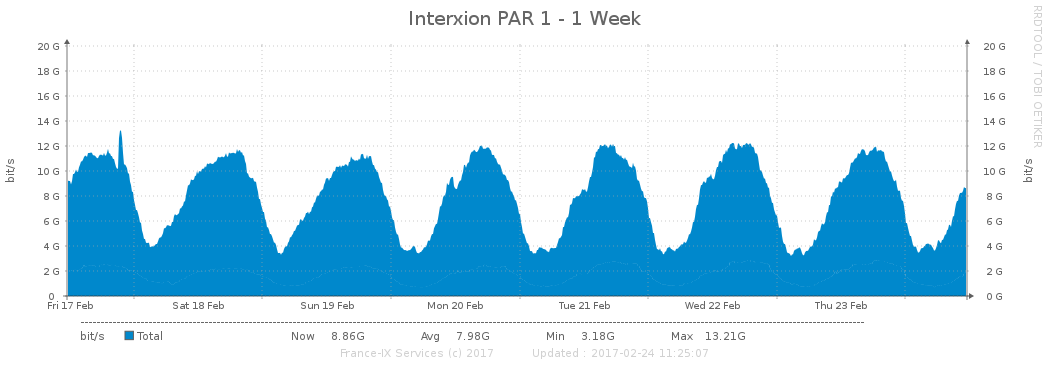 Interxion PAR 1 - 1 Week
RRDTOOL / TOBI OETIKER
20 G 20 G
18 G 18 G
16 G 16 G
14 G 14 G
12 G 12 G
10 G 10 G
8 G 8 G
6 G 6 G
4 G 4 G
2 G 2 G
0 0 G
bit/s
bit/s
Fri 17 Feb Sat 18 Feb Sun 19 Feb Mon 20 Feb Tue 21 Feb Wed 22 Feb Thu 23 Feb
bit/s Total Now 8.86G Avg 7.98G Min 3.18G Max 13.21G
France-IX Services (c) 2017 Updated : 2017-02-24 11:25:07